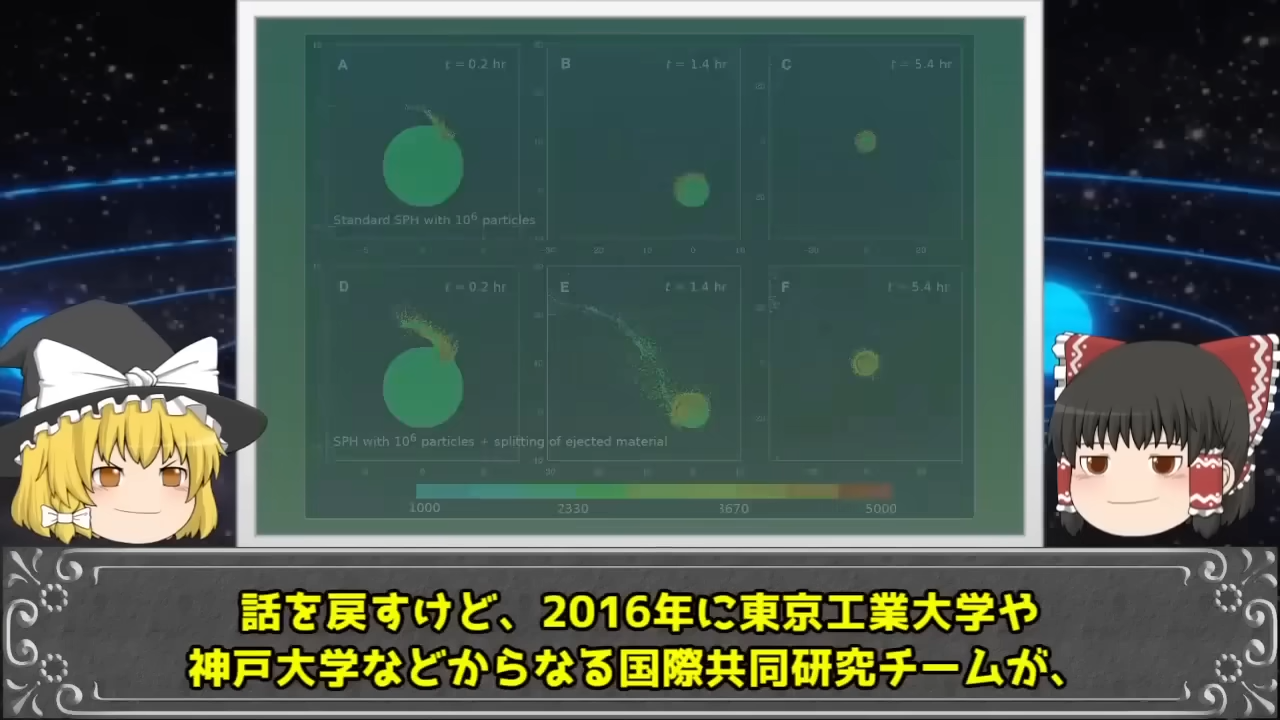 A t = 0.2 hr
B t = 1.4 hr
C t = 5.4 hr
Standard SPH with 10⁶ particles
D t = 0.2 hr
E t = 1.4 hr
F t = 5.4 hr
SPH with 10⁶ particles + splitting of ejected material
1000 2330 3670 5000
話を戻すけど、2016年に東京工業大学や
神戸大学などからなる国際共同研究チームが、